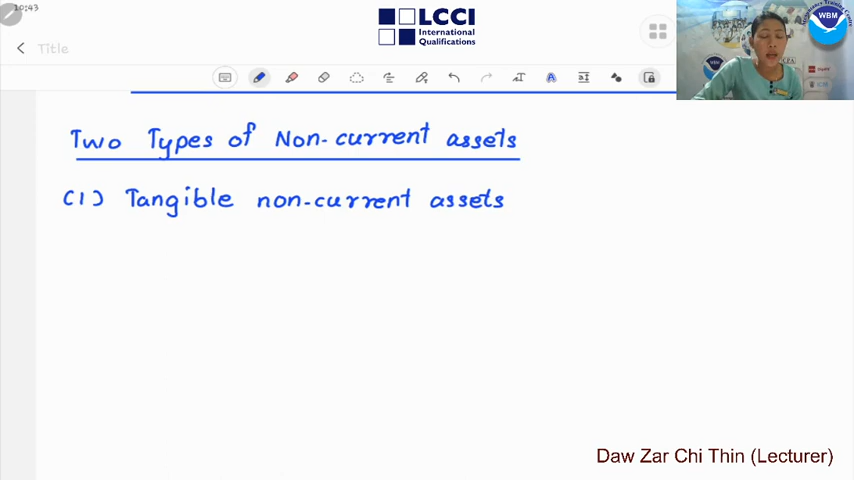 10:43
LCCI
International
Qualifications
WBM
Title
Two Types of Non-current assets
(1) Tangible non-current assets
Daw Zar Chi Thin (Lecturer)